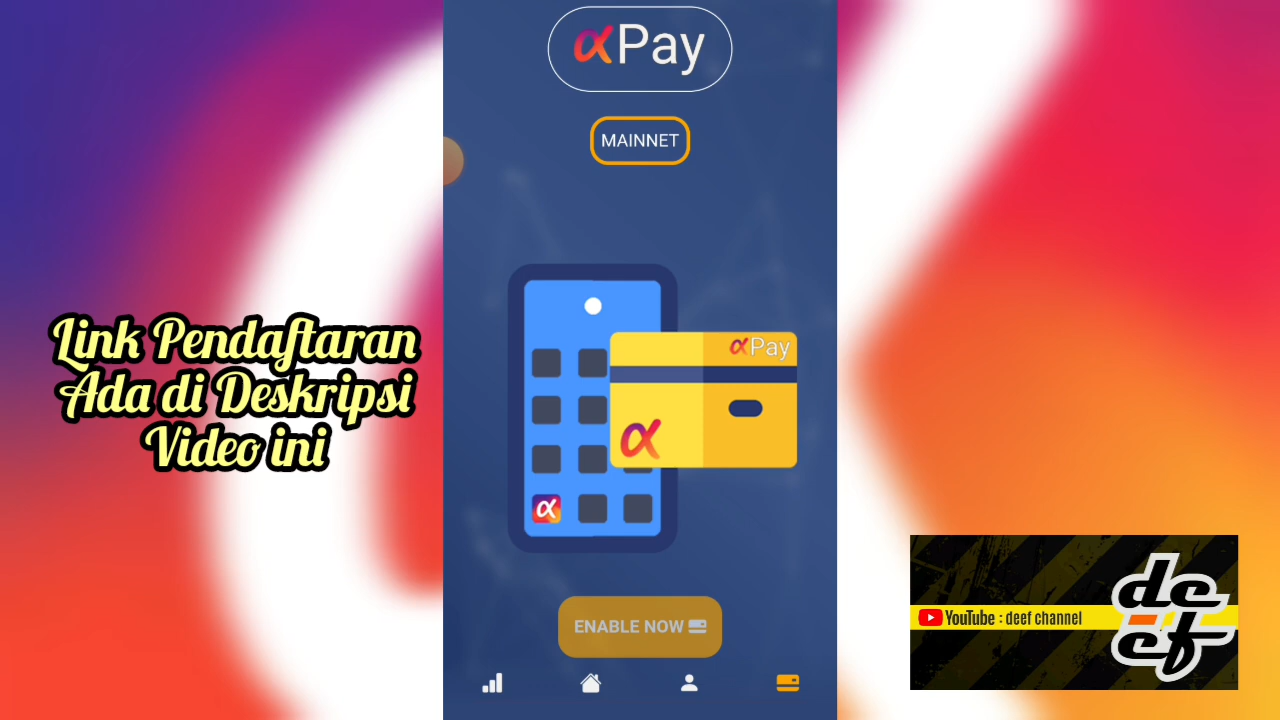 αPay
MAINNET
αPay
α
α
ENABLE NOW
Link Pendaftaran
Ada di Deskripsi
Video ini
YouTube : deef channel
deef